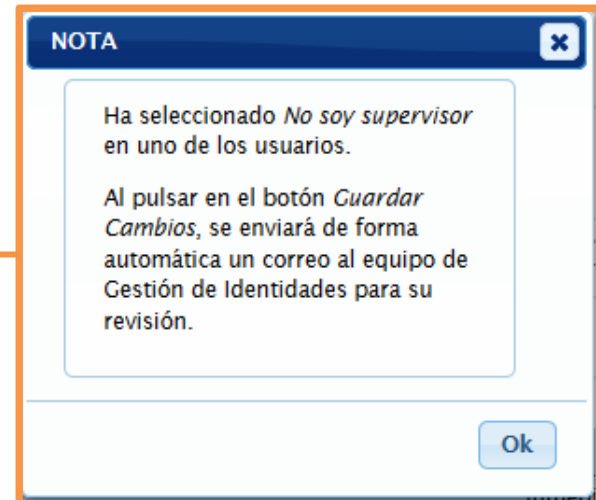 NOTA
Ha seleccionado No soy supervisor
en uno de los usuarios.
Al pulsar en el botón Guardar
Cambios, se enviará de forma
automática un correo al equipo de
Gestión de Identidades para su
revisión.
Ok